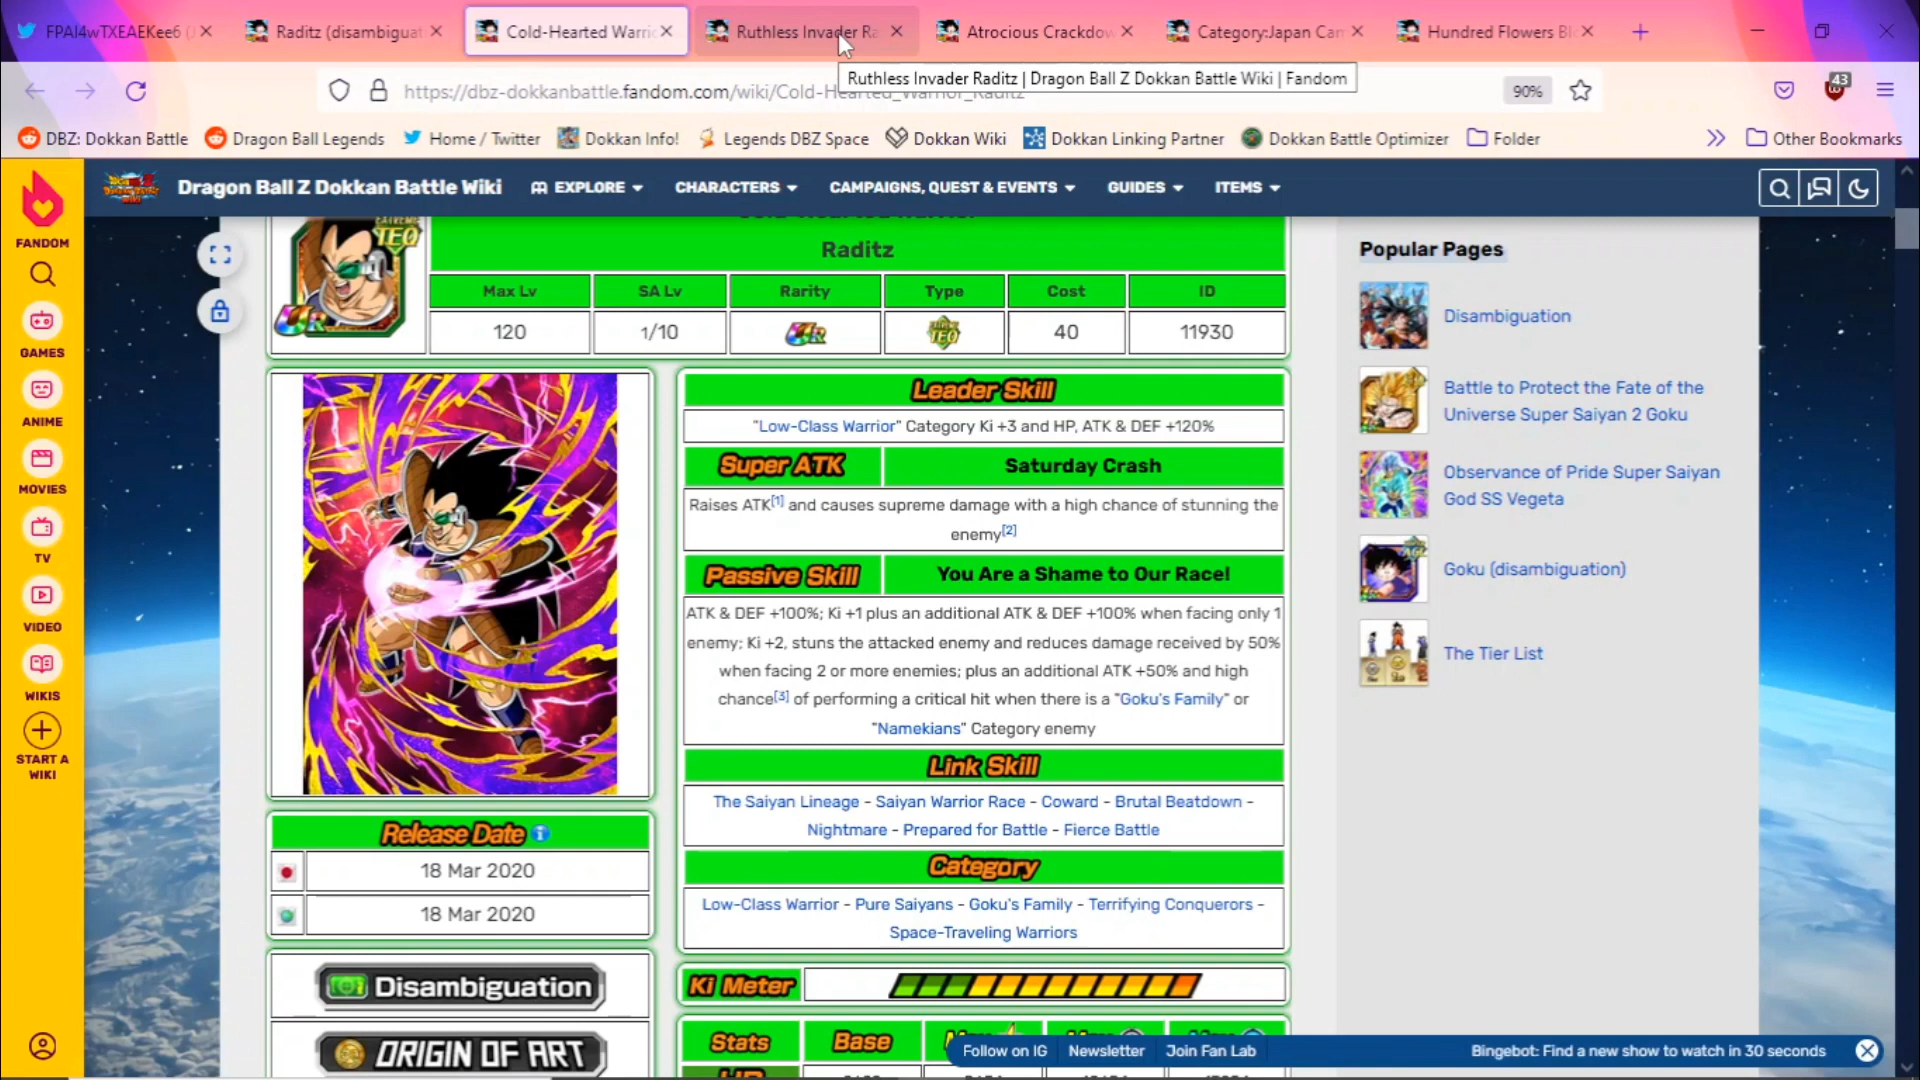 FPAI4wTXEAEKee6 (
Raditz (disambiguat
Cold-Hearted Warri
Ruthless Invader Ra
Atrocious Crackdow
Category:Japan Cam
Hundred Flowers Bl
Ruthless Invader Raditz | Dragon Ball Z Dokkan Battle Wiki | Fandom
https://dbz-dokkanbattle.fandom.com/wiki/Cold-Hearted_Warrior_Raditz
90%
43
DBZ: Dokkan Battle
Dragon Ball Legends
Home / Twitter
Dokkan Info!
Legends DBZ Space
Dokkan Wiki
Dokkan Linking Partner
Dokkan Battle Optimizer
Folder
Other Bookmarks
Dragon Ball Z Dokkan Battle Wiki
EXPLORE
CHARACTERS
CAMPAIGNS, QUEST & EVENTS
GUIDES
ITEMS
FANDOM
GAMES
ANIME
MOVIES
TV
VIDEO
WIKIS
START A
WIKI
EXTREME
TEQ
UR
Raditz
Max Lv
SA Lv
Rarity
Type
Cost
ID
120
1/10
UR
TEQ
40
11930
Leader Skill
"Low-Class Warrior" Category Ki +3 and HP, ATK & DEF +120%
Super ATK
Saturday Crash
Raises ATK[1] and causes supreme damage with a high chance of stunning the
enemy[2]
Passive Skill
You Are a Shame to Our Race!
ATK & DEF +100%; Ki +1 plus an additional ATK & DEF +100% when facing only 1
enemy; Ki +2, stuns the attacked enemy and reduces damage received by 50%
when facing 2 or more enemies; plus an additional ATK +50% and high
chance[3] of performing a critical hit when there is a "Goku's Family" or
"Namekians" Category enemy
Link Skill
The Saiyan Lineage - Saiyan Warrior Race - Coward - Brutal Beatdown -
Nightmare - Prepared for Battle - Fierce Battle
Category
Low-Class Warrior - Pure Saiyans - Goku's Family - Terrifying Conquerors -
Space-Traveling Warriors
Ki Meter
Stats
Base
Release Date
18 Mar 2020
18 Mar 2020
Disambiguation
ORIGIN OF ART
Popular Pages
Disambiguation
Battle to Protect the Fate of the
Universe Super Saiyan 2 Goku
Observance of Pride Super Saiyan
God SS Vegeta
Goku (disambiguation)
The Tier List
Follow on IG
Newsletter
Join Fan Lab
Bingebot: Find a new show to watch in 30 seconds